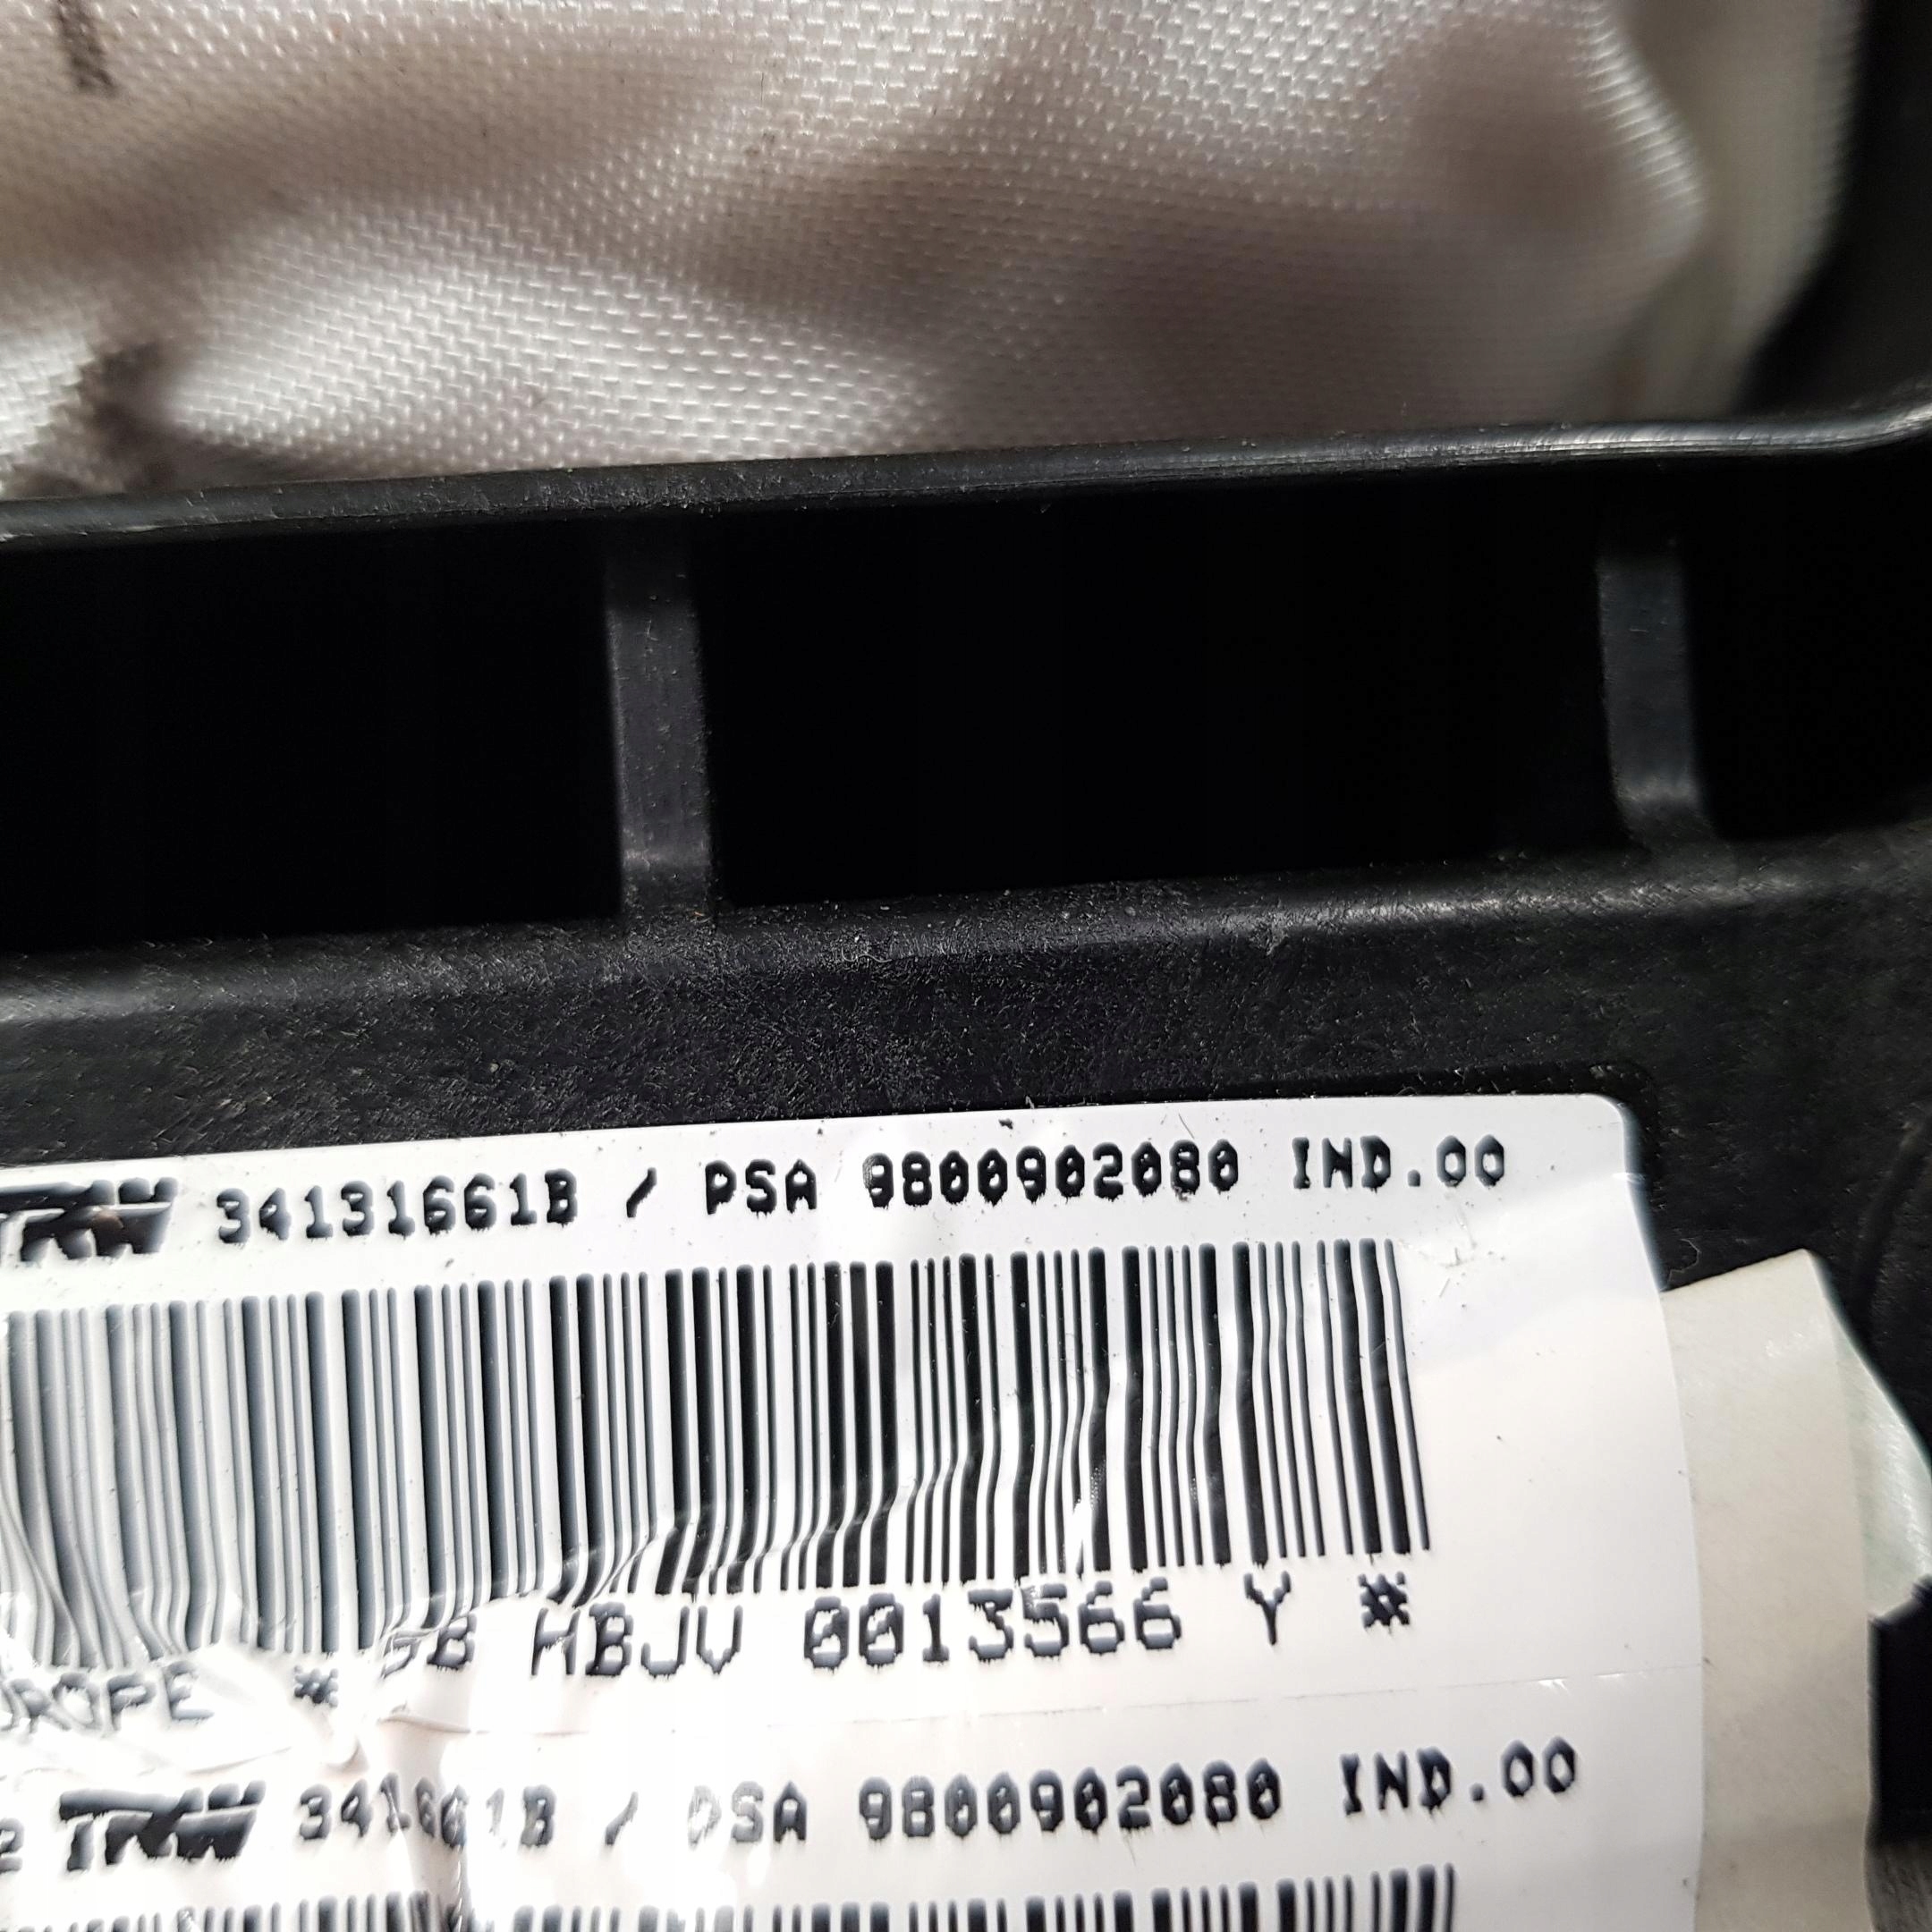 TRW 34131661B / PSA 9800902080 IND.00
HBJV 0013566 Y *
TRW / PSA 9800902080 IND.00